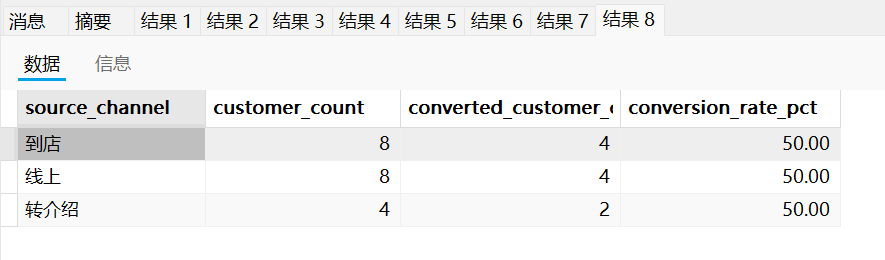 消息 摘要 结果 1 结果 2 结果 3 结果 4 结果 5 结果 6 结果 7 结果 8
数据 信息
source_channel customer_count converted_customer_c conversion_rate_pct
到店 8 4 50.00
线上 8 4 50.00
转介绍 4 2 50.00